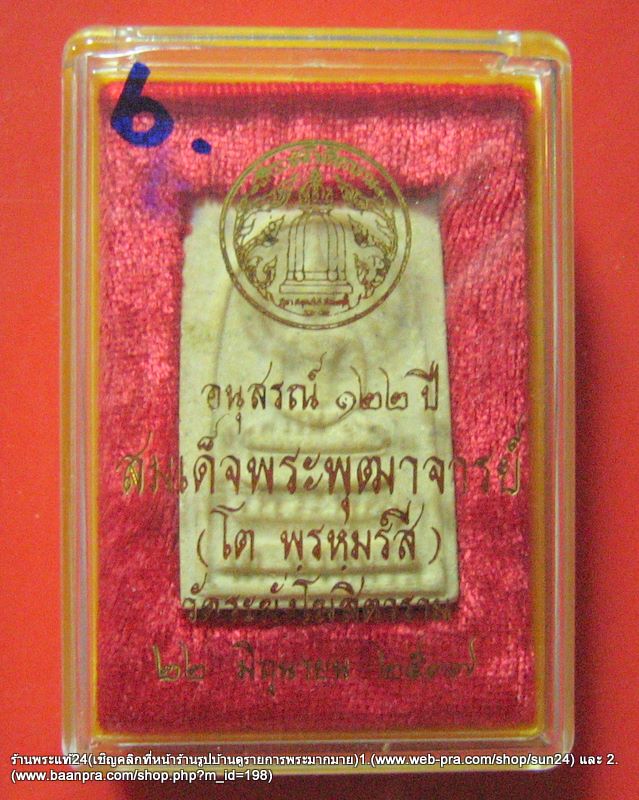 6.
อนุสรณ์ ๑๒๒ ปี
สมเด็จพระพุฒาจารย์
(โต พรหมรํสี)
วัดระฆังโฆสิตาราม
๒๒ มิถุนายน ๒๕๓๗
ร้านพระแท้24(เชิญคลิกที่หน้าร้านรูปบ้านดูรายการพระมากมาย)1.(www.web-pra.com/shop/sun24) และ 2.
(www.baanpra.com/shop.php?m_id=198)